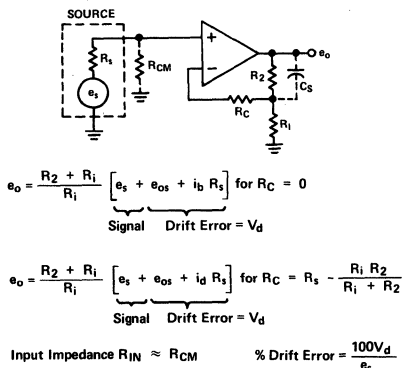 SOURCE
Rs
es
RCM
+
−
eo
R2
CS
RC
Ri
eo = R2 + Ri / Ri [es + eos + ib Rs] for RC = 0
Signal Drift Error = Vd
eo = R2 + Ri / Ri [es + eos + id Rs] for RC = Rs - Ri R2 / Ri + R2
Signal Drift Error = Vd
Input Impedance RIN ≈ RCM % Drift Error = 100Vd / es